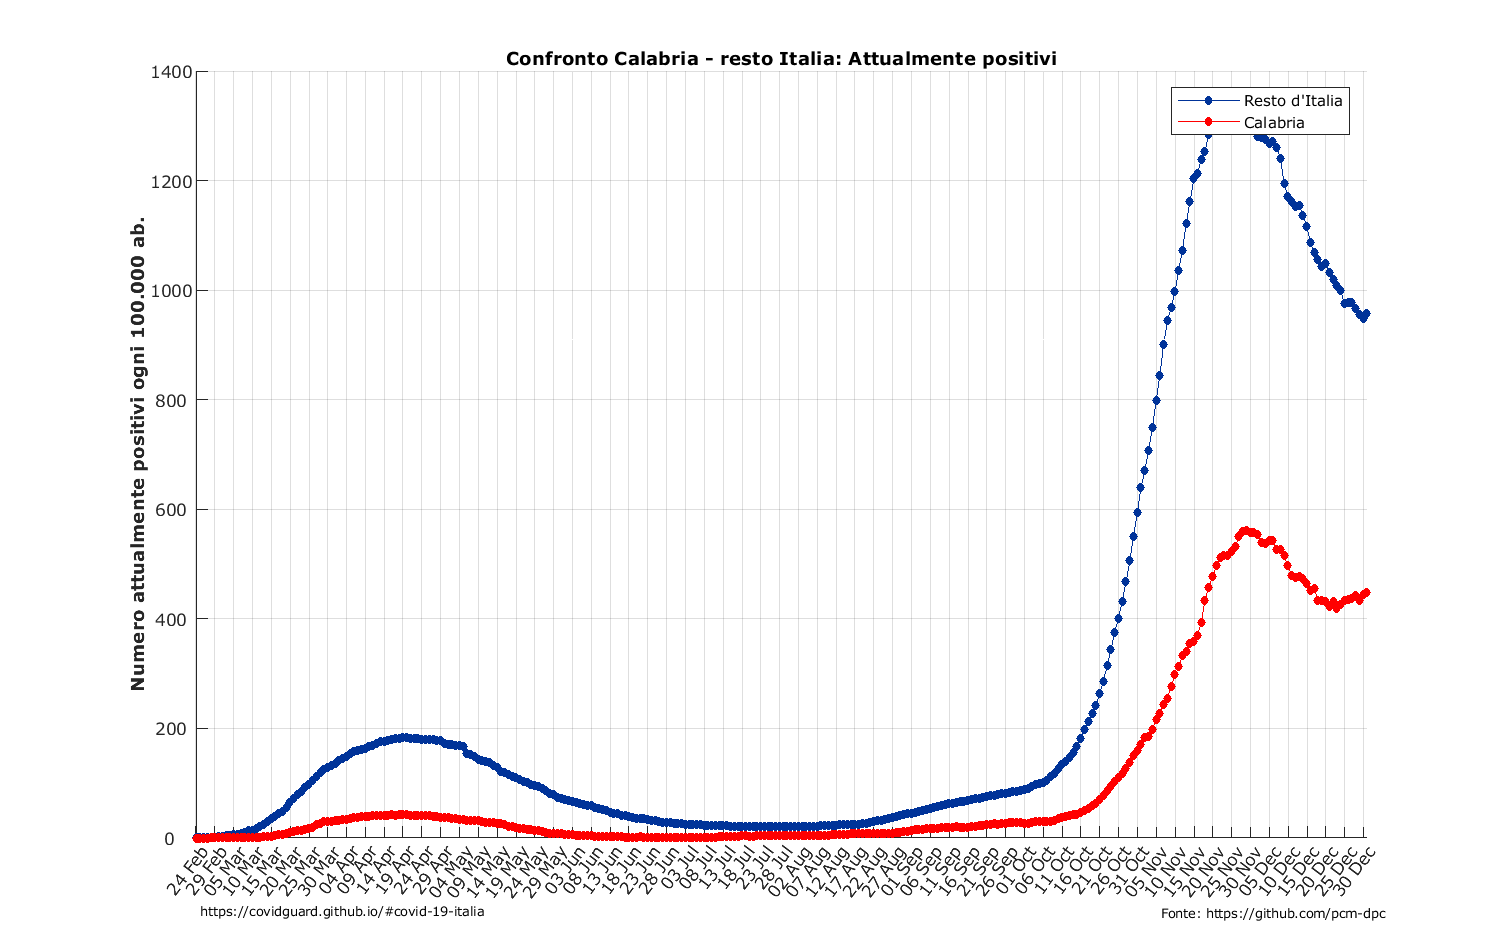 Confronto Calabria - resto Italia: Attualmente positivi
Numero attualmente positivi ogni 100.000 ab.
1400
1200
1000
800
600
400
200
0
Resto d'Italia
Calabria
24 Feb
29 Feb
05 Mar
10 Mar
15 Mar
20 Mar
25 Mar
30 Mar
04 Apr
09 Apr
14 Apr
19 Apr
24 Apr
29 Apr
04 May
09 May
14 May
19 May
24 May
29 May
03 Jun
08 Jun
13 Jun
18 Jun
23 Jun
28 Jun
03 Jul
08 Jul
13 Jul
18 Jul
23 Jul
28 Jul
02 Aug
07 Aug
12 Aug
17 Aug
22 Aug
27 Aug
01 Sep
06 Sep
11 Sep
16 Sep
21 Sep
26 Sep
01 Oct
06 Oct
11 Oct
16 Oct
21 Oct
26 Oct
31 Oct
05 Nov
10 Nov
15 Nov
20 Nov
25 Nov
30 Nov
05 Dec
10 Dec
15 Dec
20 Dec
25 Dec
30 Dec
https://covidguard.github.io/#covid-19-italia
Fonte: https://github.com/pcm-dpc